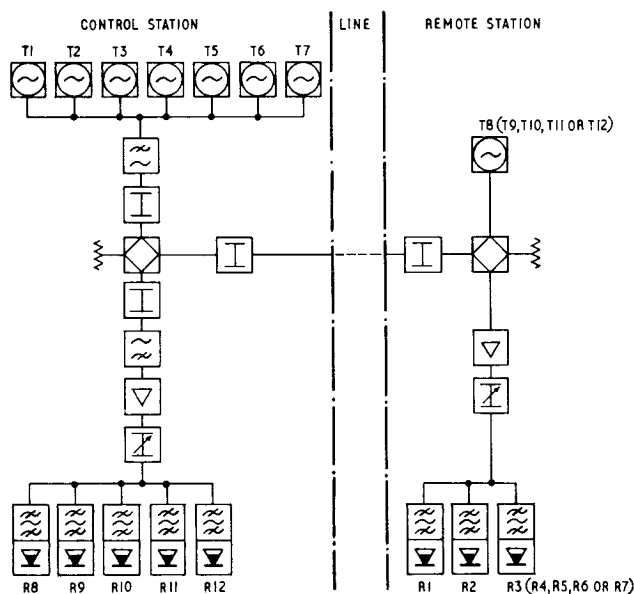 CONTROL STATION
LINE
REMOTE STATION
T1 T2 T3 T4 T5 T6 T7
T8 (T9, T10, T11 OR T12)
R8 R9 R10 R11 R12
R1 R2 R3 (R4, R5, R6 OR R7)